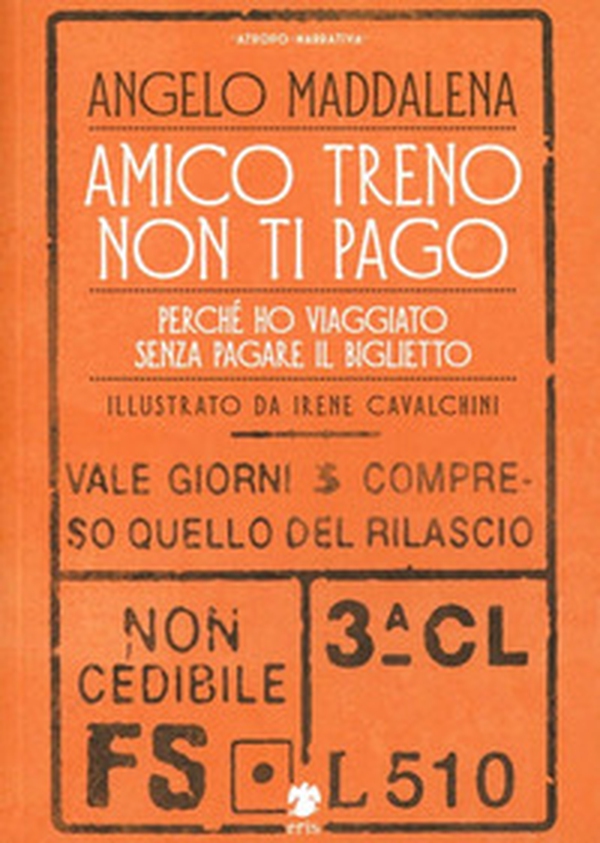 ATROPO NARRATIVA
ANGELO MADDALENA
AMICO TRENO
NON TI PAGO
PERCHÉ HO VIAGGIATO
SENZA PAGARE IL BIGLIETTO
ILLUSTRATO DA IRENE CAVALCHINI
VALE GIORNI 3 COMPRE-
SO QUELLO DEL RILASCIO
NON
CEDIBILE
3ª CL
FS
L 510
eris